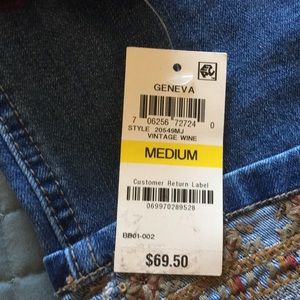 GENEVA
7 06256 72724 0
STYLE 20549MJ
VINTAGE WINE
MEDIUM
Customer Return Label
069970289528
BB01-002
$69.50